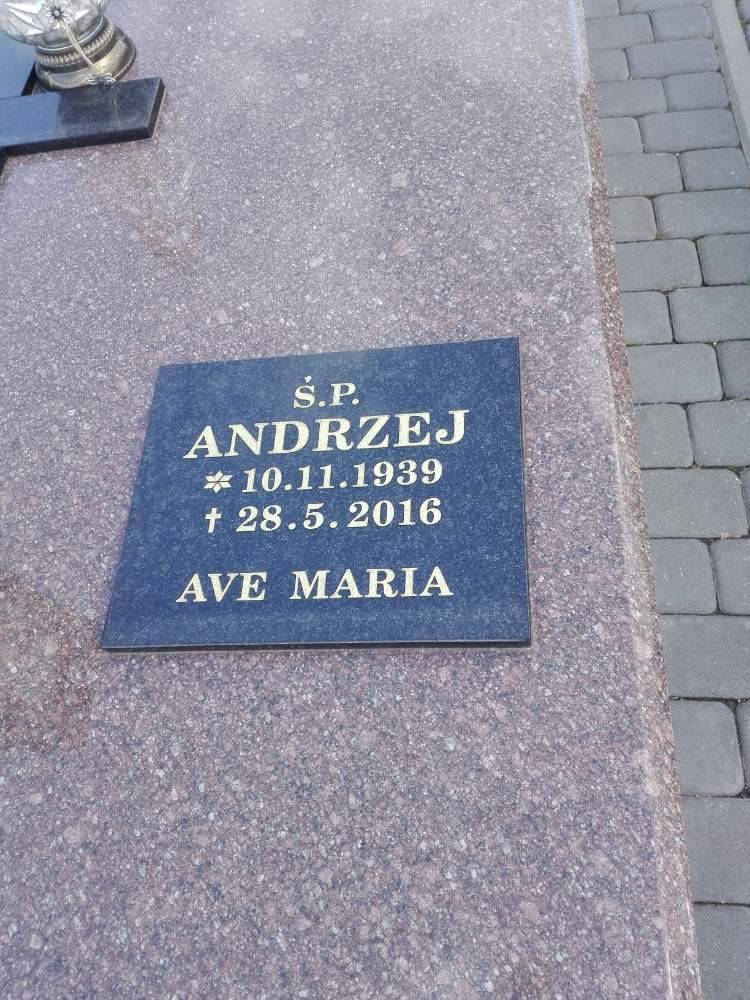 Ś.P.
ANDRZEJ
* 10.11.1939
† 28.5.2016
AVE MARIA